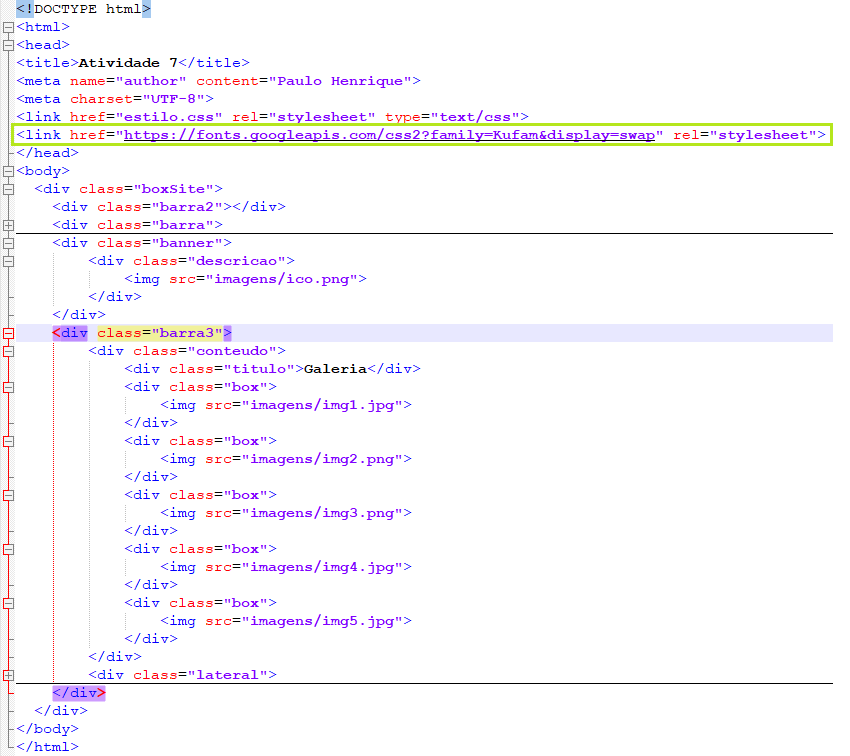 <!DOCTYPE html>
<html>
<head>
<title>Atividade 7</title>
<meta name="author" content="Paulo Henrique">
<meta charset="UTF-8">
<link href="estilo.css" rel="stylesheet" type="text/css">
<link href="https://fonts.googleapis.com/css2?family=Kufam&display=swap" rel="stylesheet">
</head>
<body>
<div class="boxSite">
<div class="barra2"></div>
<div class="barra">
<div class="banner">
<div class="descricao">
<img src="imagens/ico.png">
</div>
</div>
<div class="barra3">
<div class="conteudo">
<div class="titulo">Galeria</div>
<div class="box">
<img src="imagens/img1.jpg">
</div>
<div class="box">
<img src="imagens/img2.png">
</div>
<div class="box">
<img src="imagens/img3.png">
</div>
<div class="box">
<img src="imagens/img4.jpg">
</div>
<div class="box">
<img src="imagens/img5.jpg">
</div>
</div>
<div class="lateral">
</div>
</div>
</body>
</html>